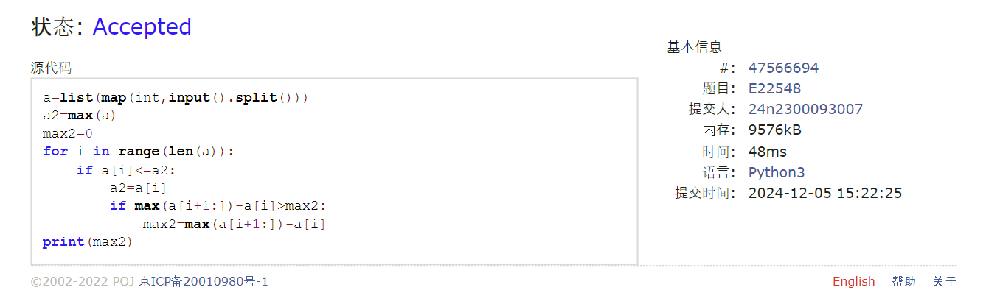 状态: Accepted
源代码
a=list(map(int,input().split()))
a2=max(a)
max2=0
for i in range(len(a)):
    if a[i]<=a2:
        a2=a[i]
        if max(a[i+1:])-a[i]>max2:
            max2=max(a[i+1:])-a[i]
print(max2)
基本信息
#: 47566694
题目: E22548
提交人: 24n2300093007
内存: 9576kB
时间: 48ms
语言: Python3
提交时间: 2024-12-05 15:22:25
©2002-2022 POJ 京ICP备20010980号-1
English 帮助 关于